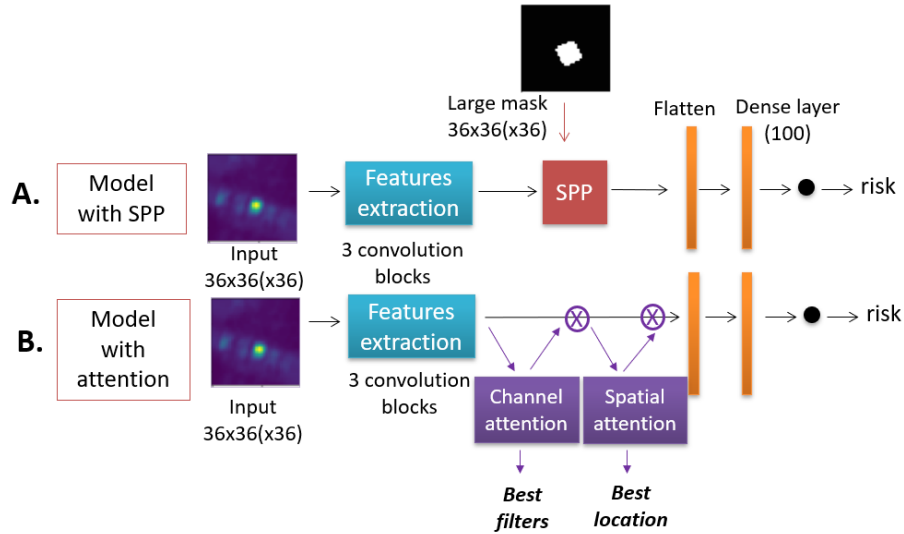 Large mask
36x36(x36)
Flatten
Dense layer
(100)
A.
Model
with SPP
Features
extraction
SPP
risk
Input
36x36(x36)
3 convolution
blocks
B.
Model
with
attention
Features
extraction
X
X
risk
Input
36x36(x36)
3 convolution
blocks
Channel
attention
Spatial
attention
Best
filters
Best
location